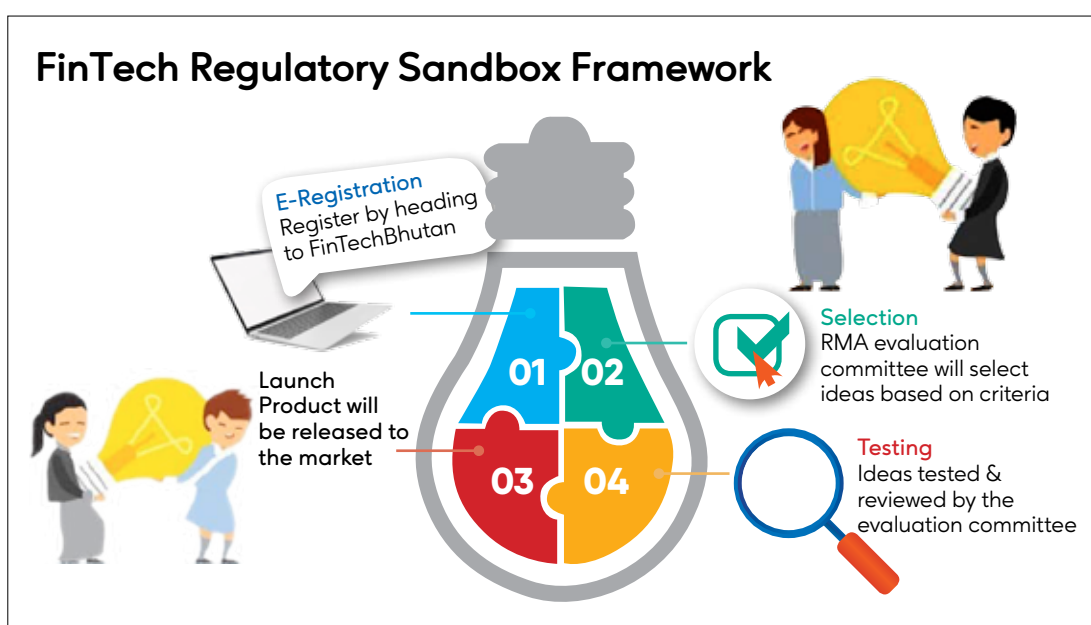 FinTech Regulatory Sandbox Framework
E-Registration
Register by heading
to FinTechBhutan
01
02
Selection
RMA evaluation
committee will select
ideas based on criteria
Launch
Product will
be released to
the market
03
04
Testing
Ideas tested &
reviewed by the
evaluation committee